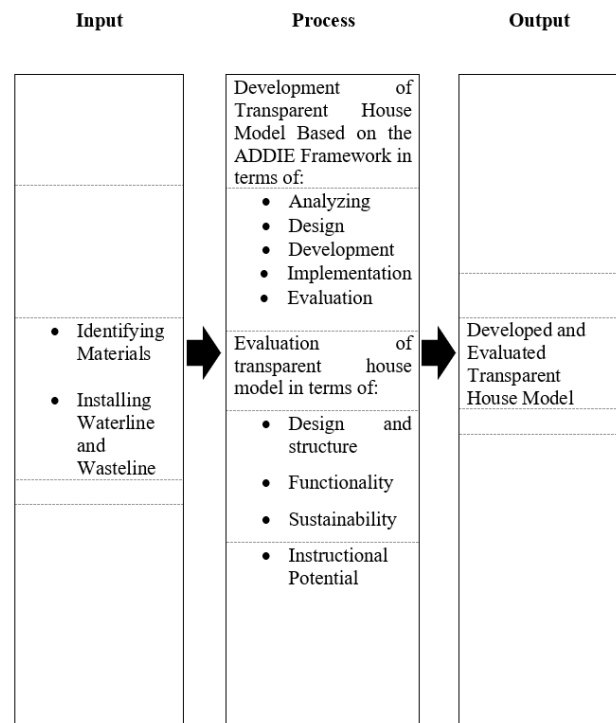 Input
Process
Output
● Identifying
Materials
● Installing
Waterline
and
Wasteline
Development of
Transparent House
Model Based on the
ADDIE Framework in
terms of:
● Analyzing
● Design
● Development
● Implementation
● Evaluation
Evaluation of
transparent house
model in terms of:
● Design and
structure
● Functionality
● Sustainability
● Instructional
Potential
Developed and
Evaluated
Transparent
House Model